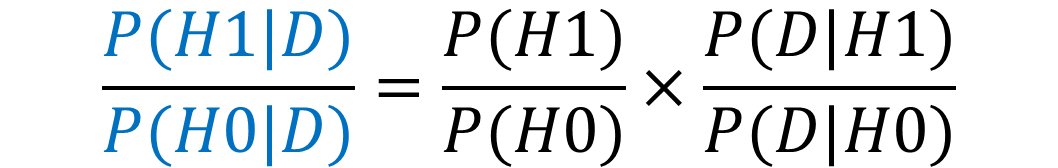 P(H1|D) / P(H0|D) = P(H1) / P(H0) × P(D|H1) / P(D|H0)